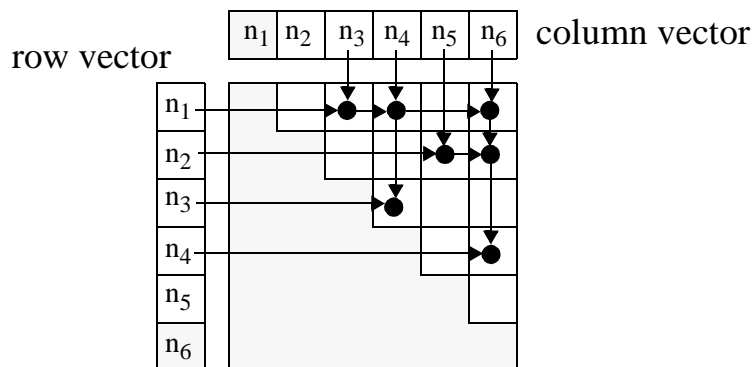 n1 n2 n3 n4 n5 n6 column vector
row vector
n1
n2
n3
n4
n5
n6